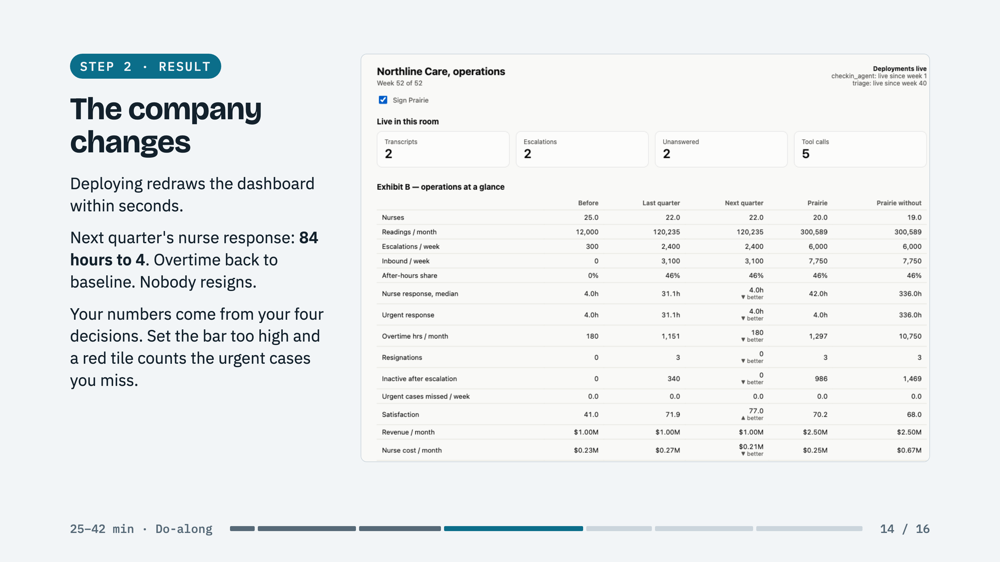 STEP 2 · RESULT
The company
changes
Deploying redraws the dashboard
within seconds.
Next quarter's nurse response: 84
hours to 4. Overtime back to
baseline. Nobody resigns.
Your numbers come from your four
decisions. Set the bar too high and
a red tile counts the urgent cases
you miss.
Northline Care, operations
Week 52 of 52
Deployments live
checkin_agent: live since week 1
triage: live since week 40
Sign Prairie
Live in this room
Transcripts Escalations Unanswered Tool calls
2 2 2 5
Exhibit B — operations at a glance
Before Last quarter Next quarter Prairie Prairie without
Nurses 25.0 22.0 22.0 20.0 19.0
Readings / month 12,000 120,235 120,235 300,589 300,589
Escalations / week 300 2,400 2,400 6,000 6,000
Inbound / week 0 3,100 3,100 7,750 7,750
After-hours share 0% 46% 46% 46% 46%
Nurse response, median 4.0h 31.1h 4.0h ▼ better 42.0h 336.0h
Urgent response 4.0h 31.1h 4.0h ▼ better 4.0h 336.0h
Overtime hrs / month 180 1,151 180 ▼ better 1,297 10,750
Resignations 0 3 0 ▼ better 3 3
Inactive after escalation 0 340 0 ▼ better 986 1,469
Urgent cases missed / week 0.0 0.0 0.0 0.0 0.0
Satisfaction 41.0 71.9 77.0 ▲ better 70.2 68.0
Revenue / month $1.00M $1.00M $1.00M $2.50M $2.50M
Nurse cost / month $0.23M $0.27M $0.21M ▼ better $0.25M $0.67M
25–42 min · Do-along
14 / 16